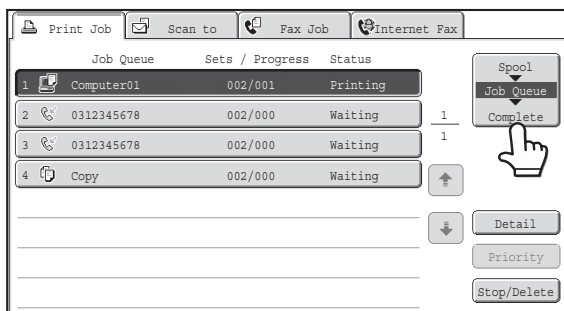 Print Job Scan to Fax Job Internet Fax
Job Queue Sets / Progress Status
1 Computer01 002/001 Printing
2 0312345678 002/000 Waiting
3 0312345678 002/000 Waiting
4 Copy 002/000 Waiting
1
1
Spool
Job Queue
Complete
Detail
Priority
Stop/Delete